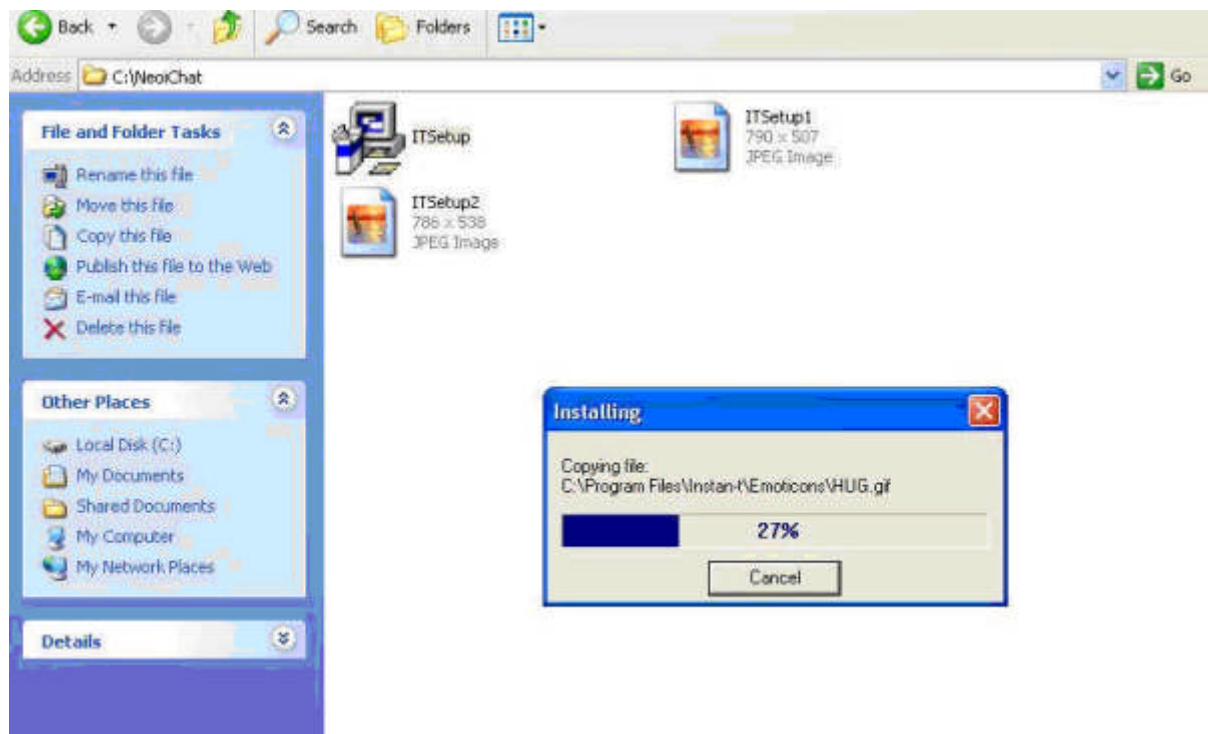 Back Search Folders
Address C:\NeoiChat Go
File and Folder Tasks
Rename this file
Move this file
Copy this file
Publish this file to the Web
E-mail this file
Delete this file
Other Places
Local Disk (C:)
My Documents
Shared Documents
My Computer
My Network Places
Details
ITSetup
ITSetup1
790 x 507
JPEG Image
ITSetup2
786 x 538
JPEG Image
Installing
Copying file:
C:\Program Files\Instan-t\Emoticons\HUG.gif
27%
Cancel